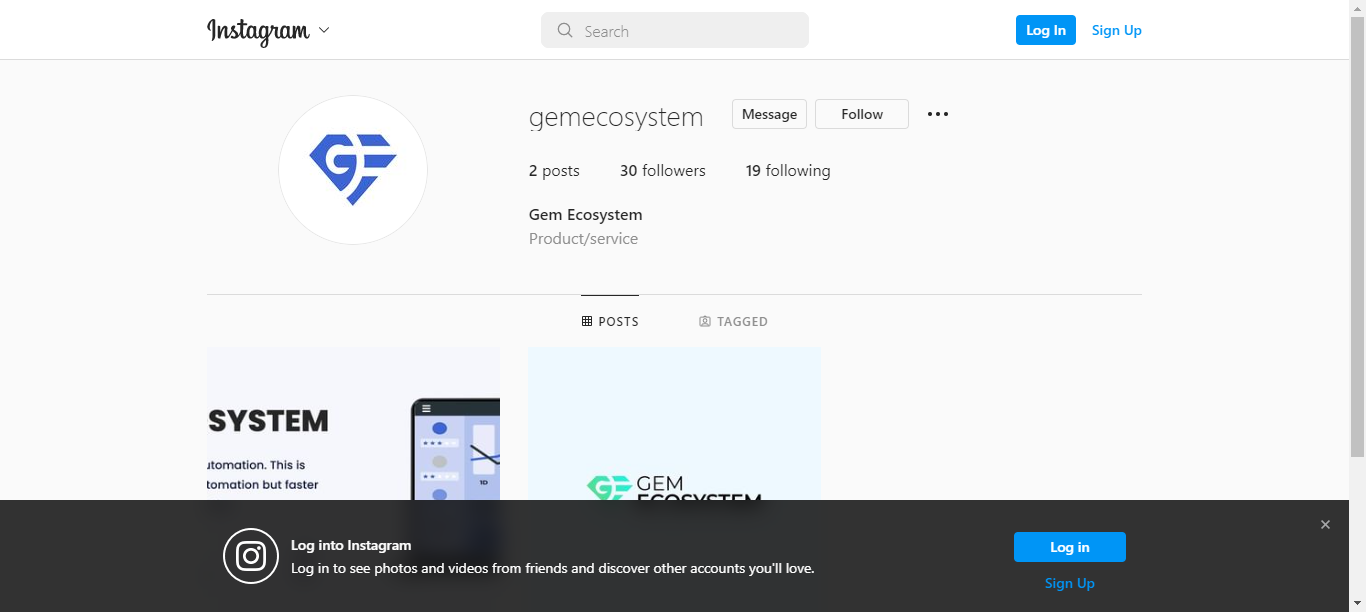 Instagram
Search
Log In
Sign Up
gemecosystem
Message
Follow
2 posts
30 followers
19 following
Gem Ecosystem
Product/service
POSTS
TAGGED
SYSTEM
utomation. This is
tomation but faster
1D
GEM
ECOSYSTEM
Log into Instagram
Log in to see photos and videos from friends and discover other accounts you'll love.
Log in
Sign Up